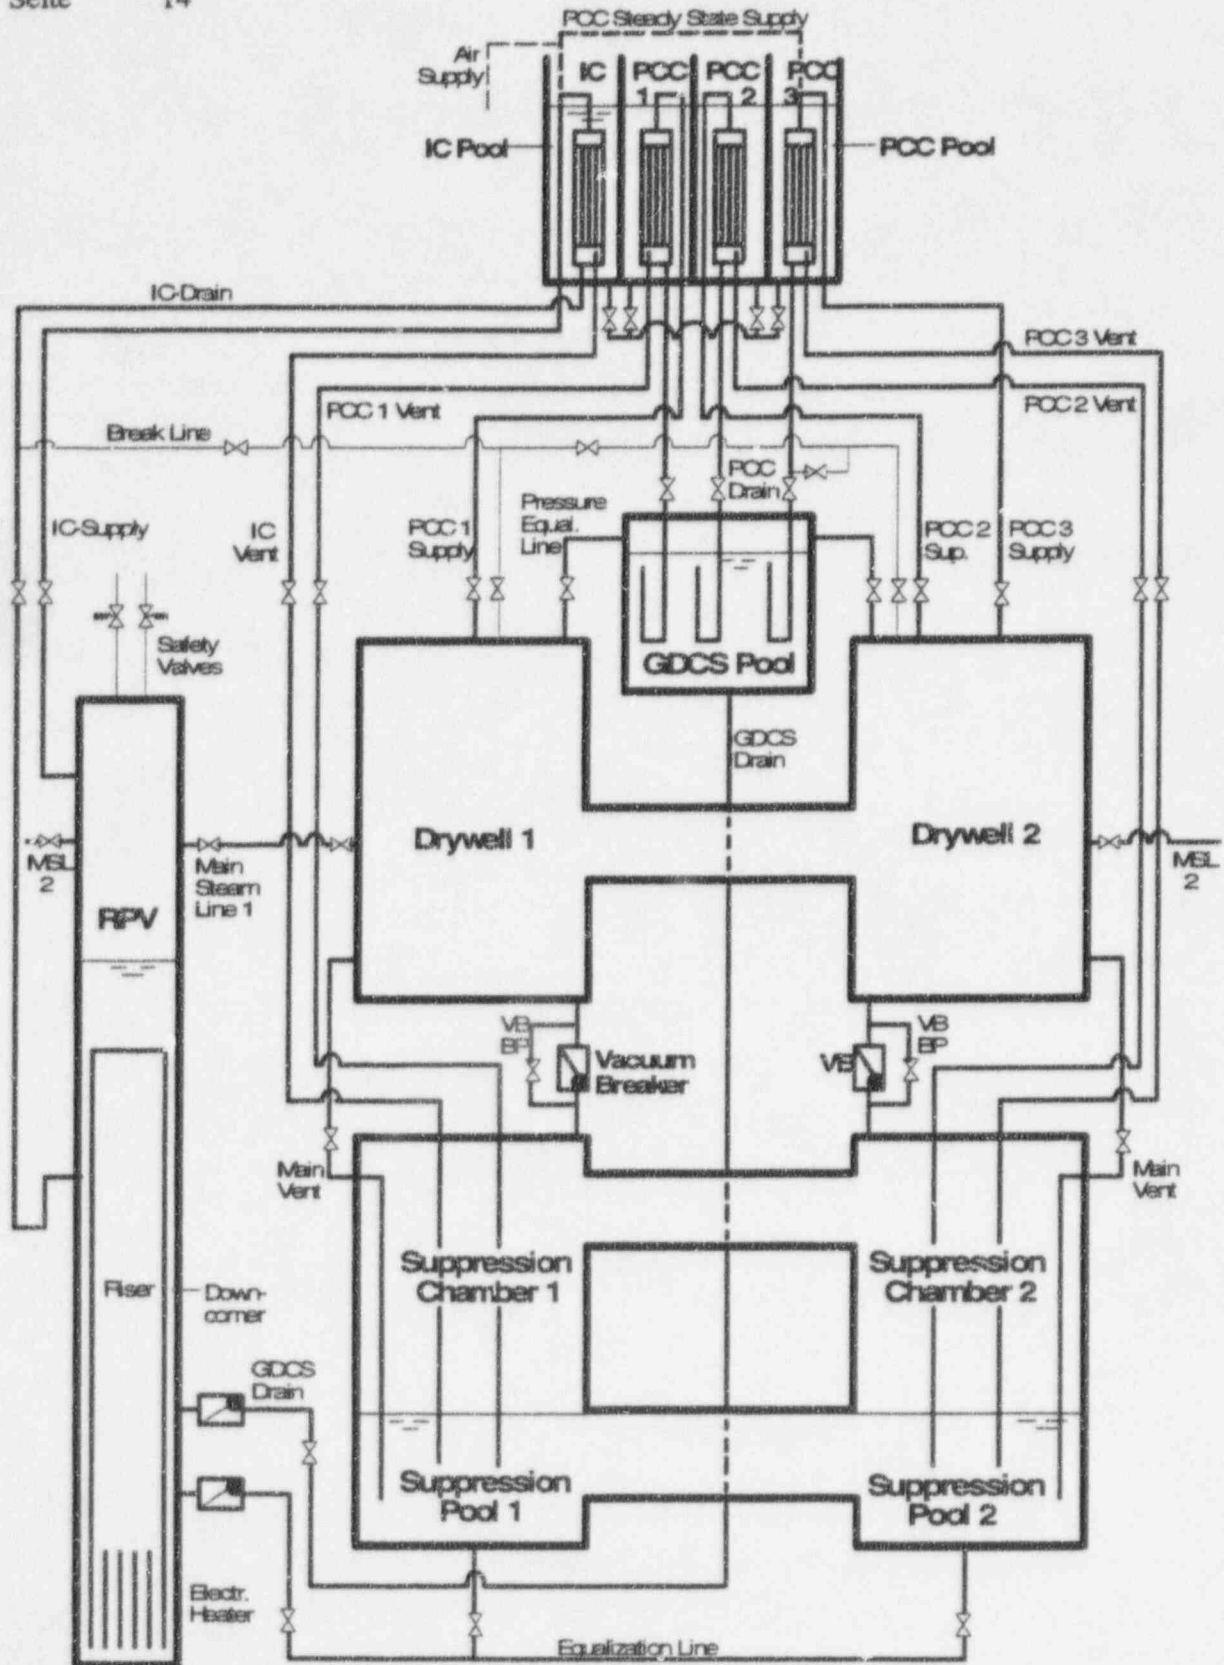 Seite 14
PCC Steady State Supply
Air
Supply
IC
PCC
1
PCC
2
PCC
3
IC Pool
PCC Pool
IC-Drain
PCC 3 Vent
PCC 1 Vent
PCC 2 Vent
Break Line
PCC
Drain
IC-Supply
IC
Vent
PCC 1
Supply
Pressure
Equal.
Line
PCC 2
Sup.
PCC 3
Supply
Safety
Valves
GDCS Pool
GDCS
Drain
Drywell 1
Drywell 2
MSL
2
Main
Steam
Line 1
MSL
2
RPV
VB
BP
Vacuum
Breaker
VB
VB
BP
Main
Vent
Main
Vent
Suppression
Chamber 1
Suppression
Chamber 2
Riser
Down-
comer
GDCS
Drain
Suppression
Pool 1
Suppression
Pool 2
Electr.
Heater
Equalization Line